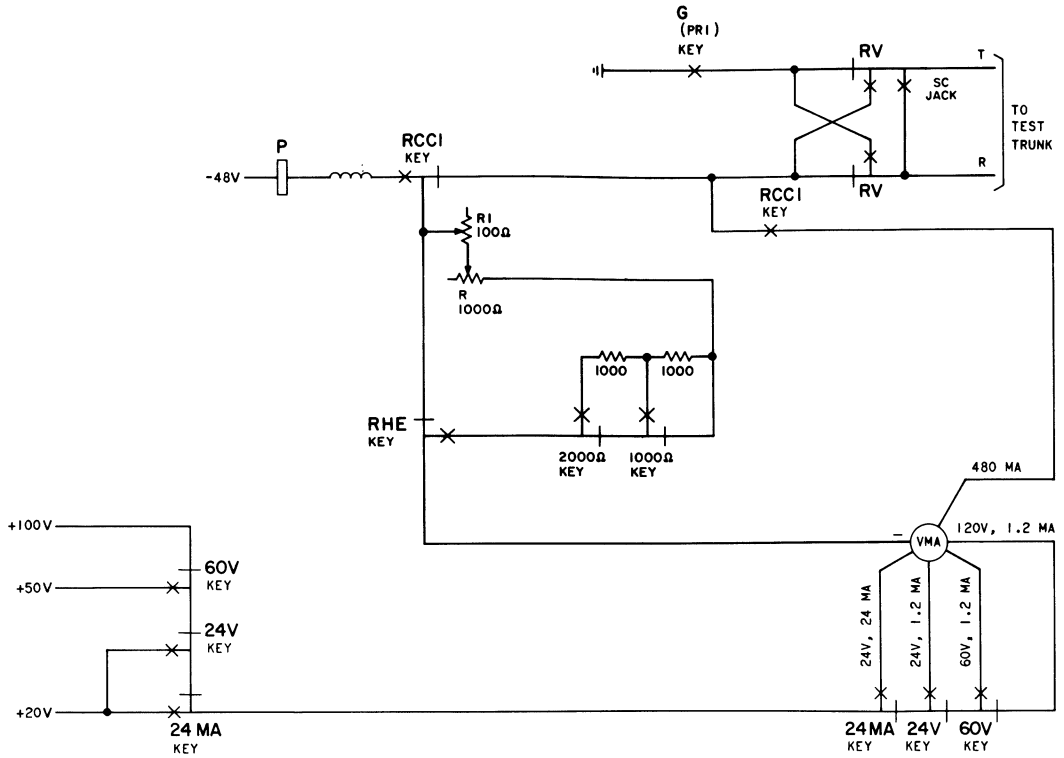 G
(PRI)
KEY
RV
T
SC
JACK
TO
TEST
TRUNK
P
RCCI
KEY
-48V
R
RCCI
KEY
RV
R1
100Ω
R
1000Ω
1000
1000
RHE
KEY
2000Ω
KEY
1000Ω
KEY
480 MA
+100V
-
VMA
120V, 1.2 MA
60V
KEY
+50V
24V, 24 MA
24V, 1.2 MA
60V, 1.2 MA
24V
KEY
+20V
24 MA
KEY
24MA
KEY
24V
KEY
60V
KEY